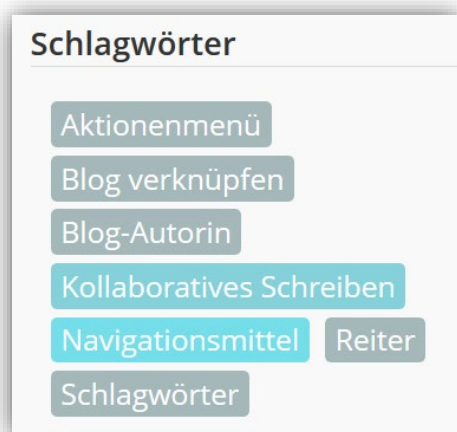 Schlagwörter
Aktionenmenü
Blog verknüpfen
Blog-Autorin
Kollaboratives Schreiben
Navigationsmittel Reiter
Schlagwörter